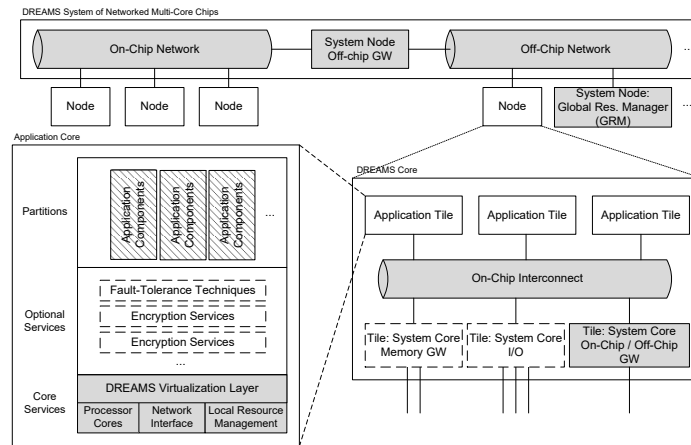 DREAMS System of Networked Multi-Core Chips
On-Chip Network
System Node
Off-chip GW
Off-Chip Network
...
Node
Node
Node
Node
System Node:
Global Res. Manager
(GRM)
...
Application Core
Partitions
Application
Components
Application
Components
Application
Components
...
Optional
Services
Fault-Tolerance Techniques
Encryption Services
Encryption Services
...
Core
Services
DREAMS Virtualization Layer
Processor
Cores
Network
Interface
Local Resource
Management
DREAMS Core
Application Tile
Application Tile
Application Tile
On-Chip Interconnect
Tile: System Core
Memory GW
Tile: System Core
I/O
Tile: System Core
On-Chip / Off-Chip
GW